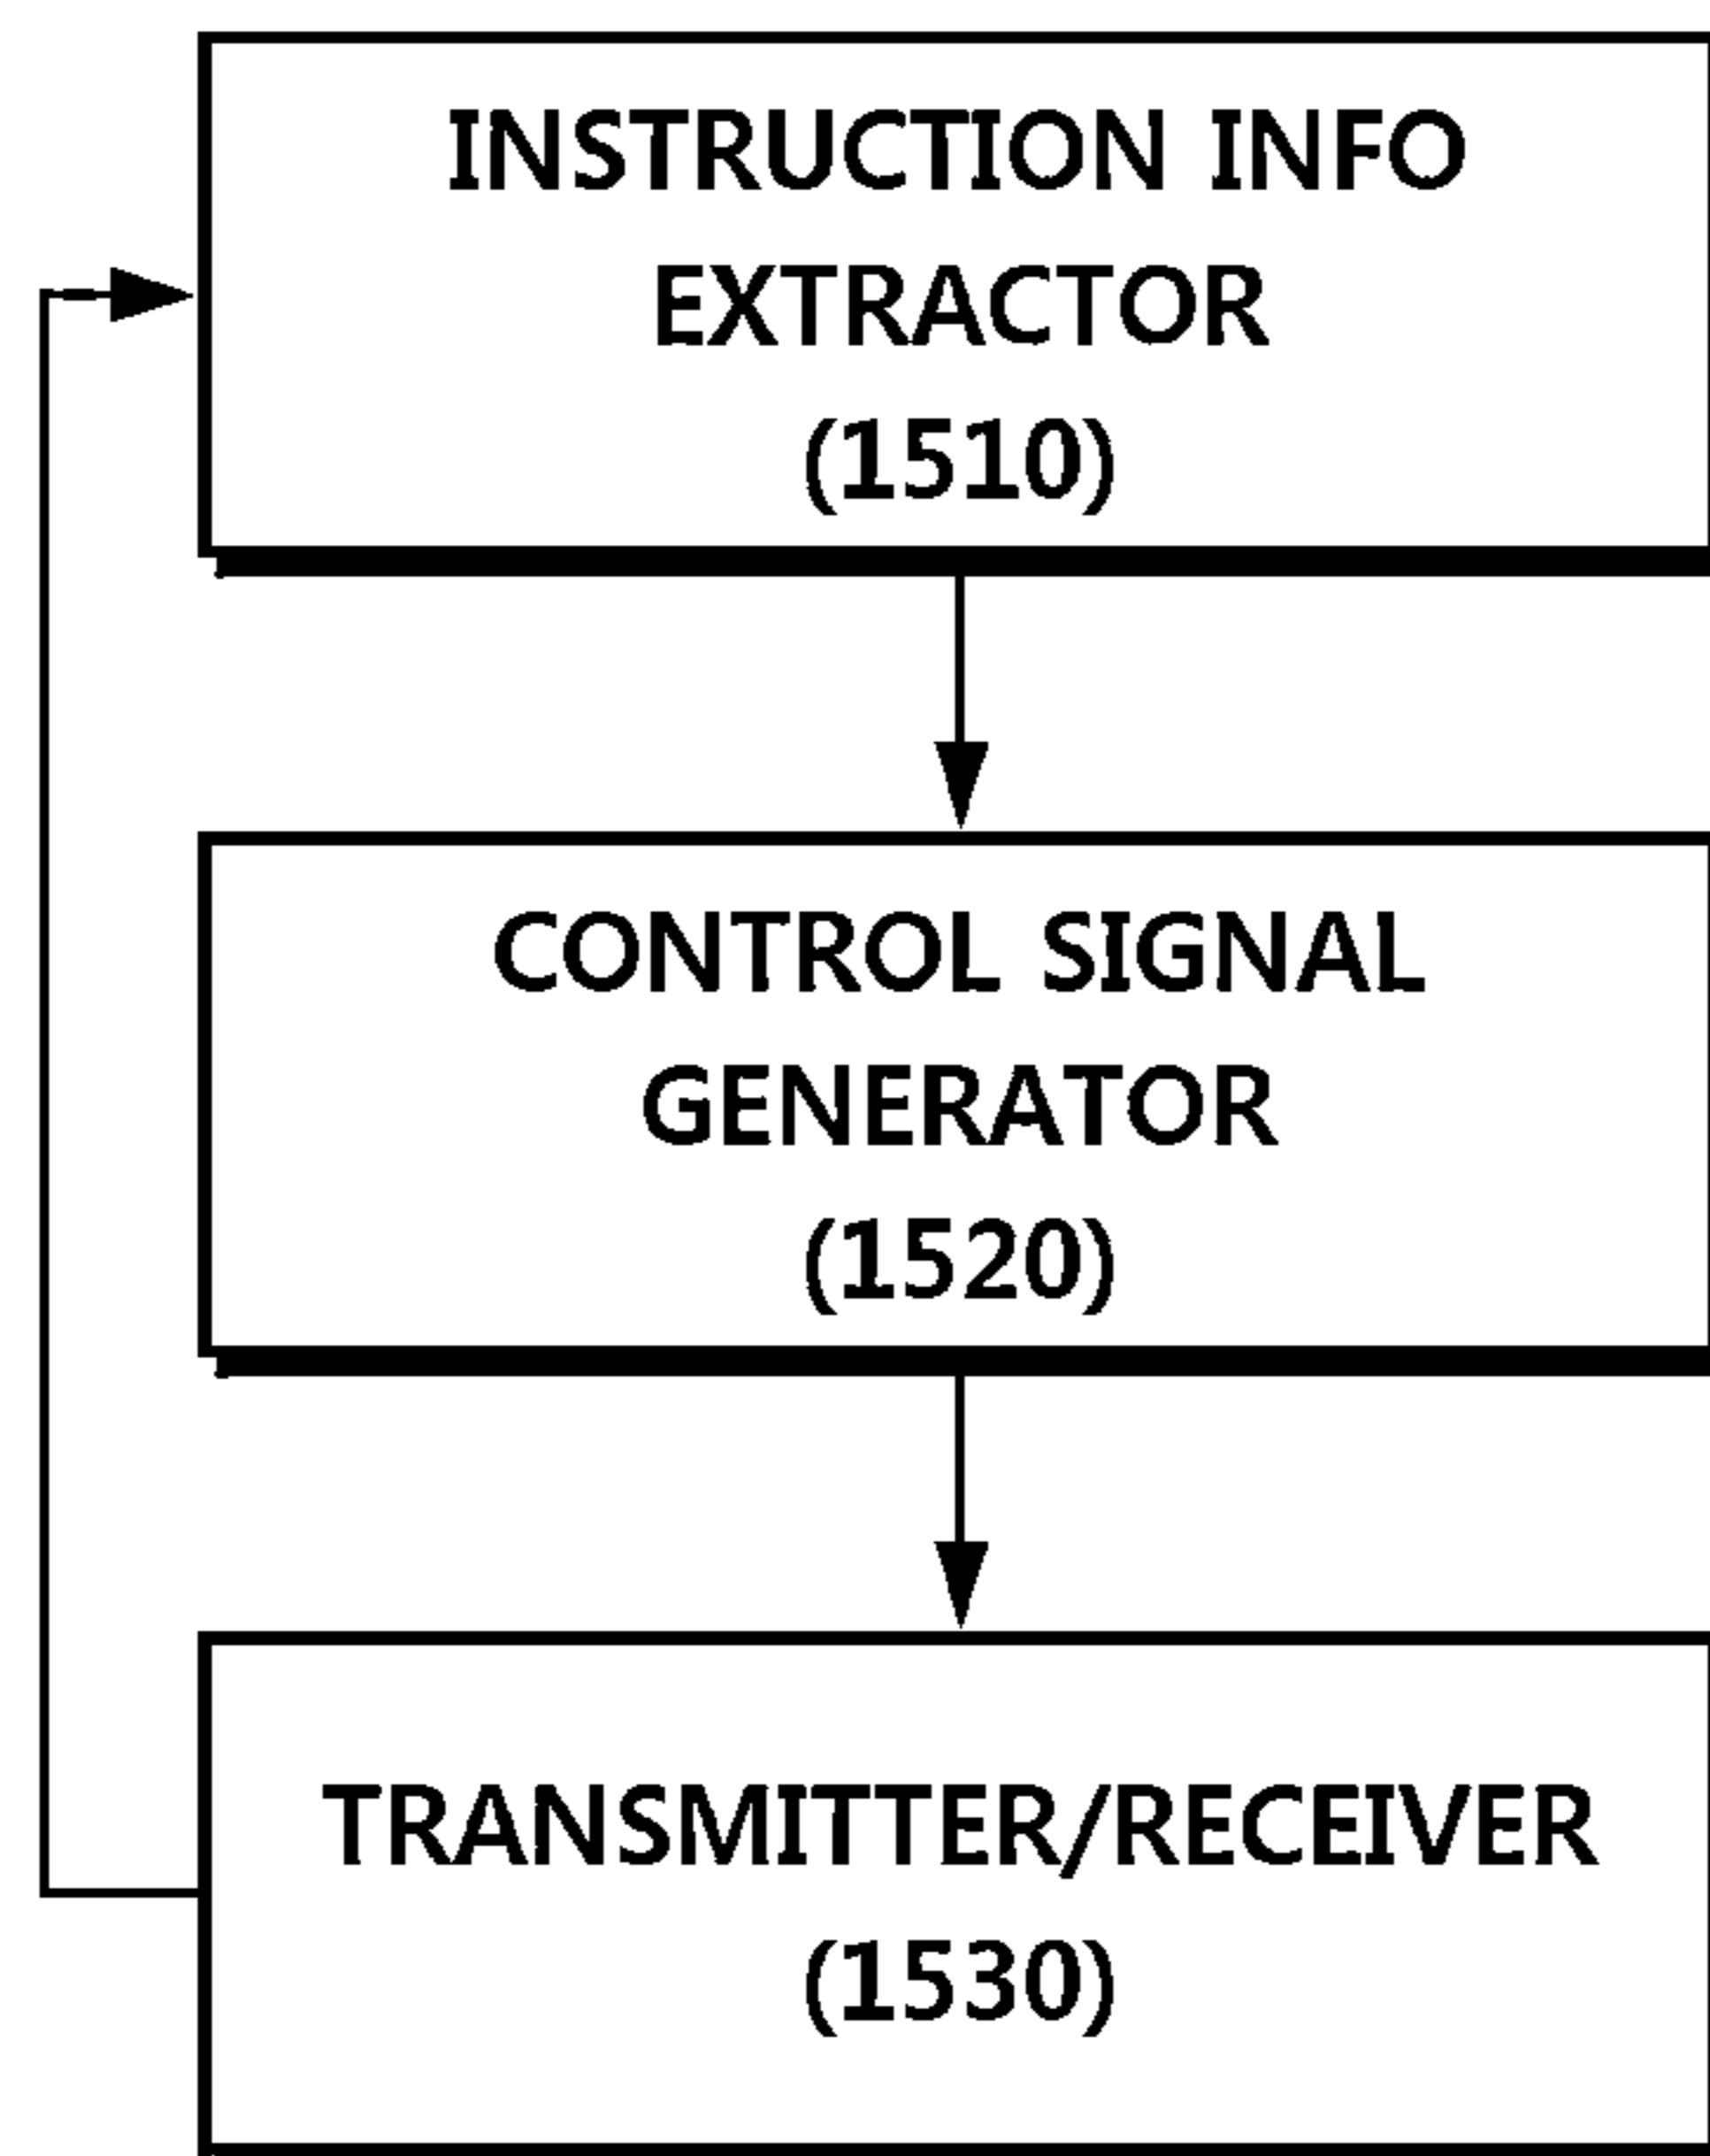 INSTRUCTION INFO
EXTRACTOR
(1510)
CONTROL SIGNAL
GENERATOR
(1520)
TRANSMITTER/RECEIVER
(1530)